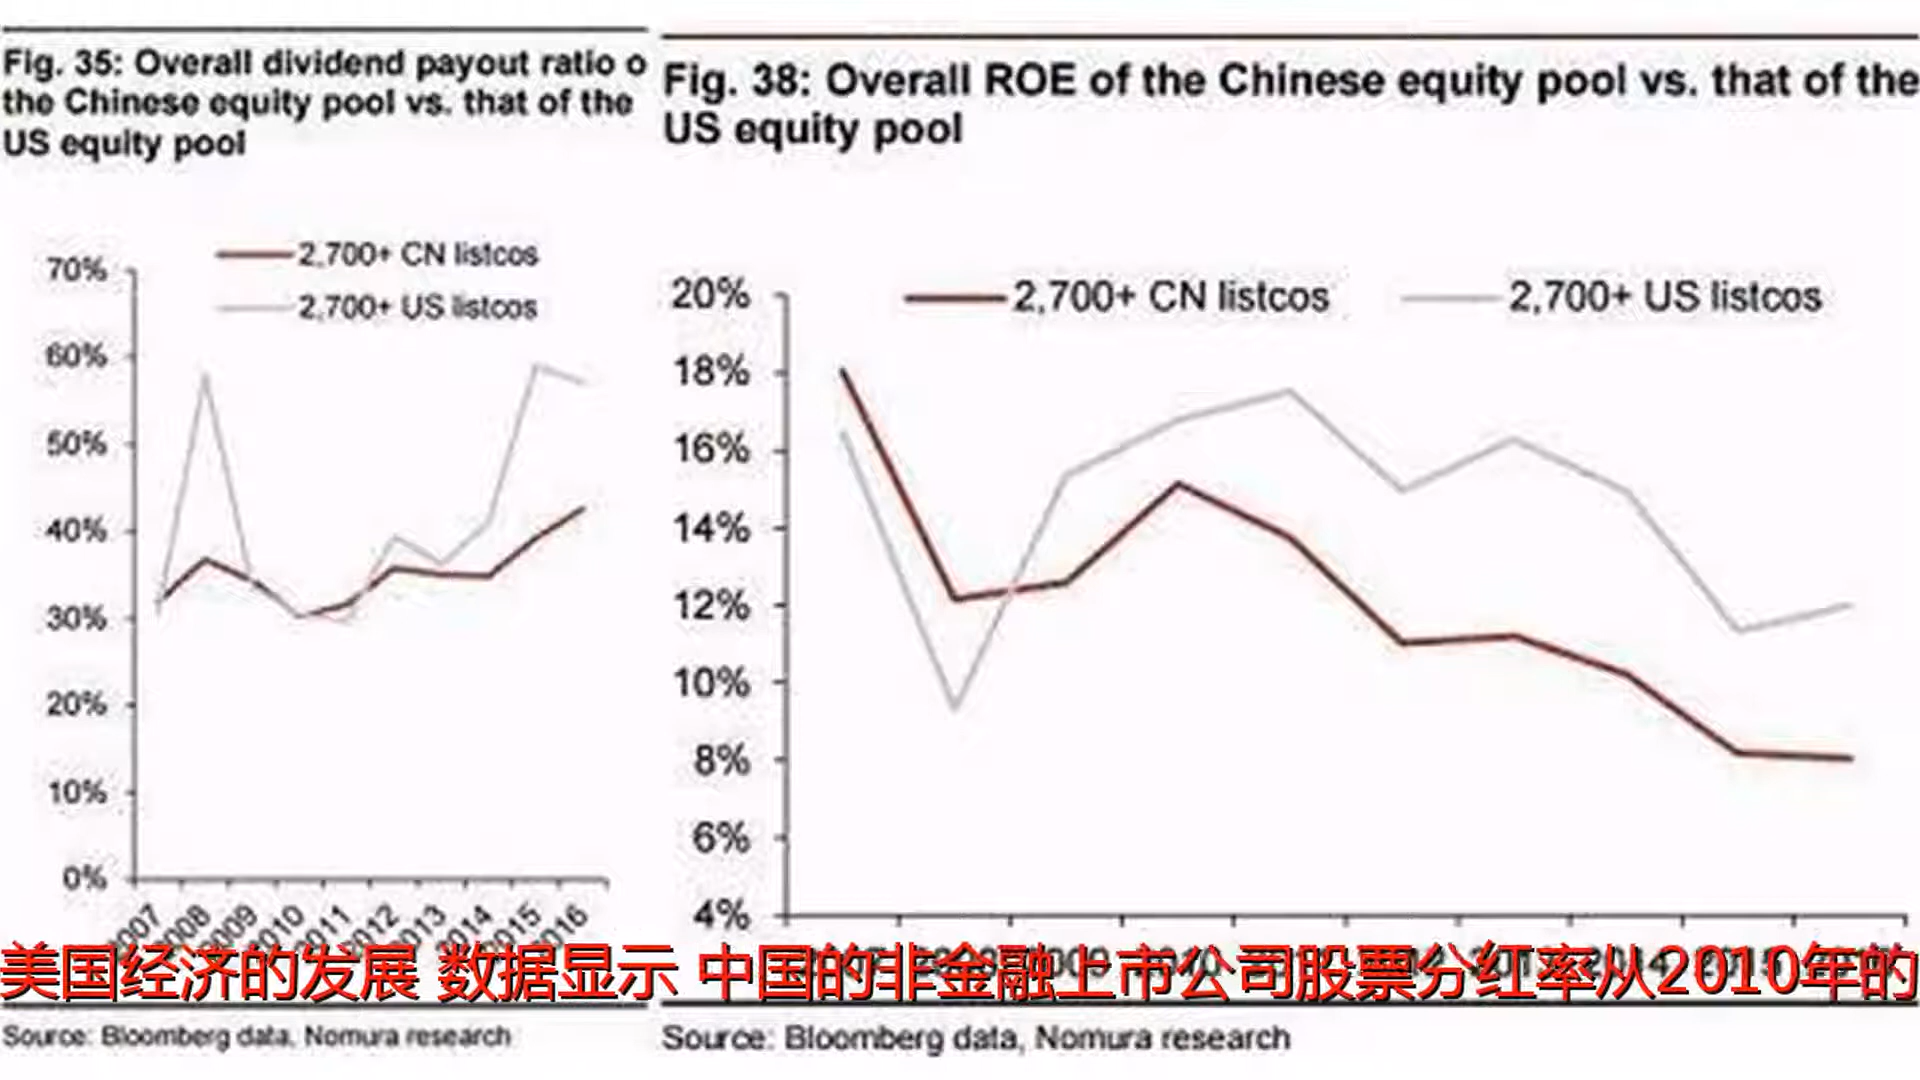 Fig. 35: Overall dividend payout ratio o
the Chinese equity pool vs. that of the
US equity pool
2,700+ CN listcos
2,700+ US listcos
70%
60%
50%
40%
30%
20%
10%
0%
2007
2008
2009
2010
2011
2012
2013
2014
2015
2016
Source: Bloomberg data, Nomura research
Fig. 38: Overall ROE of the Chinese equity pool vs. that of the
US equity pool
2,700+ CN listcos
2,700+ US listcos
20%
18%
16%
14%
12%
10%
8%
6%
4%
Source: Bloomberg data, Nomura research
美国经济的发展 数据显示 中国的非金融上市公司股票分红率从2010年的